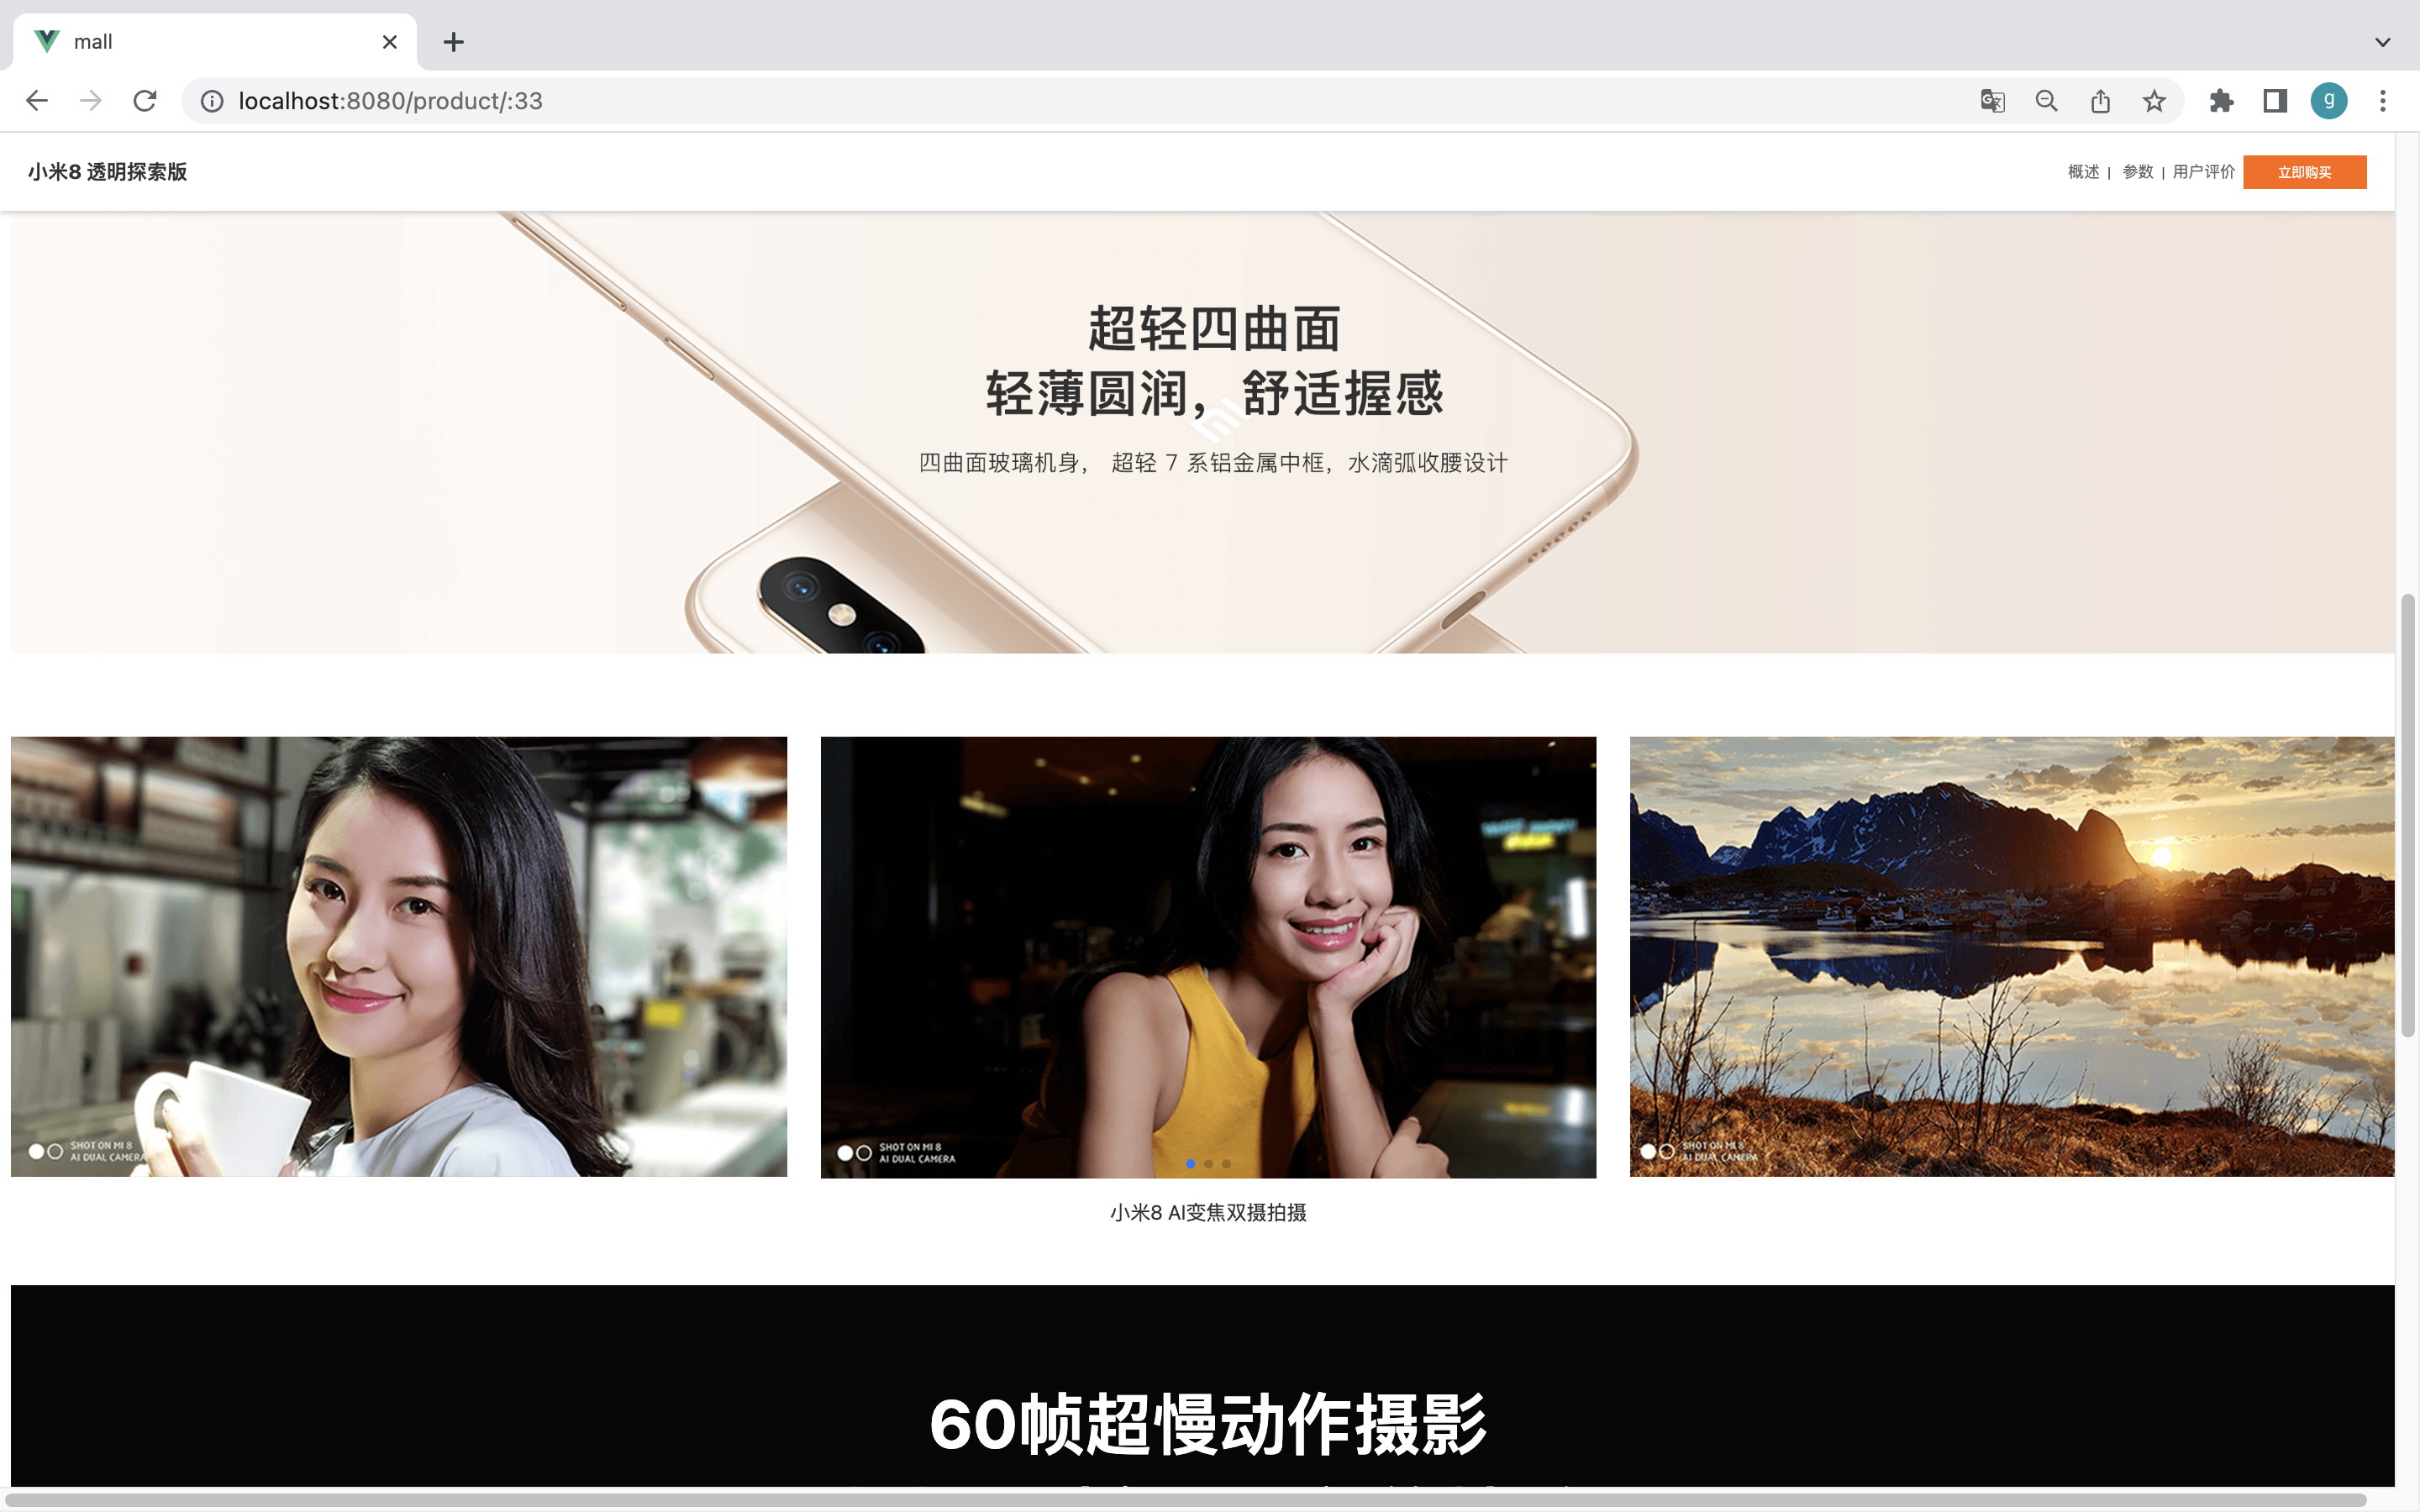 mall
localhost:8080/product/:33
小米8 透明探索版
概述 | 参数 | 用户评价 立即购买
超轻四曲面
轻薄圆润，舒适握感
四曲面玻璃机身， 超轻 7 系铝金属中框，水滴弧收腰设计
SHOT ON MI 8
AI DUAL CAMERA
SHOT ON MI 8
AI DUAL CAMERA
SHOT ON MI 8
AI DUAL CAMERA
小米8 AI变焦双摄拍摄
60帧超慢动作摄影
g